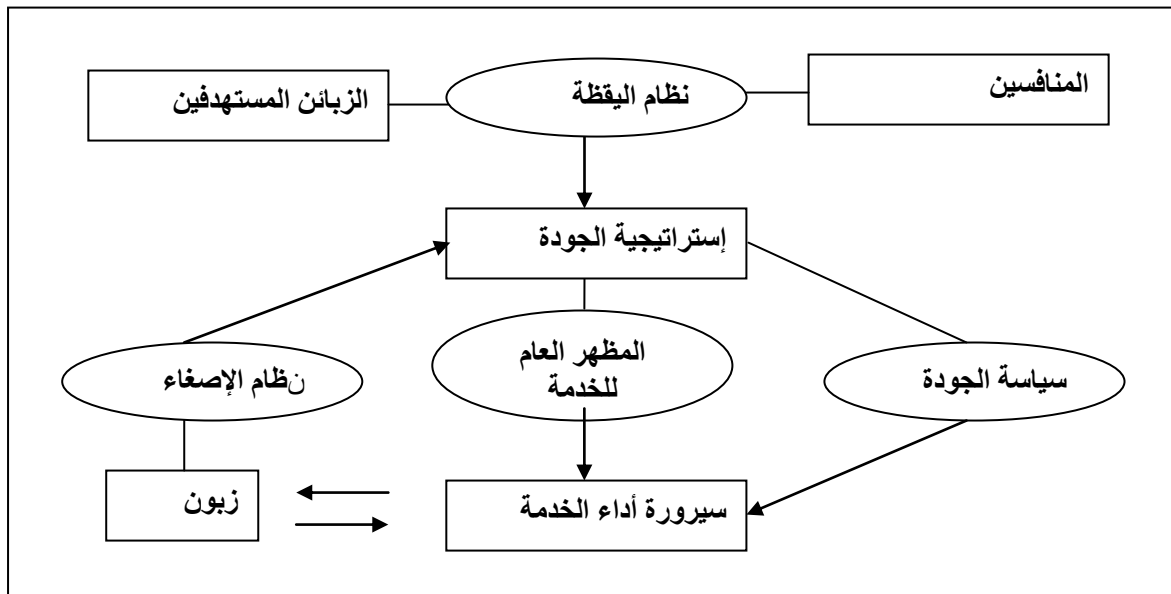 المنافسين
نظام اليقظة
الزبائن المستهدفين
إستراتيجية الجودة
سياسة الجودة
المظهر العام
للخدمة
نظام الإصغاء
سيرورة أداء الخدمة
زبون